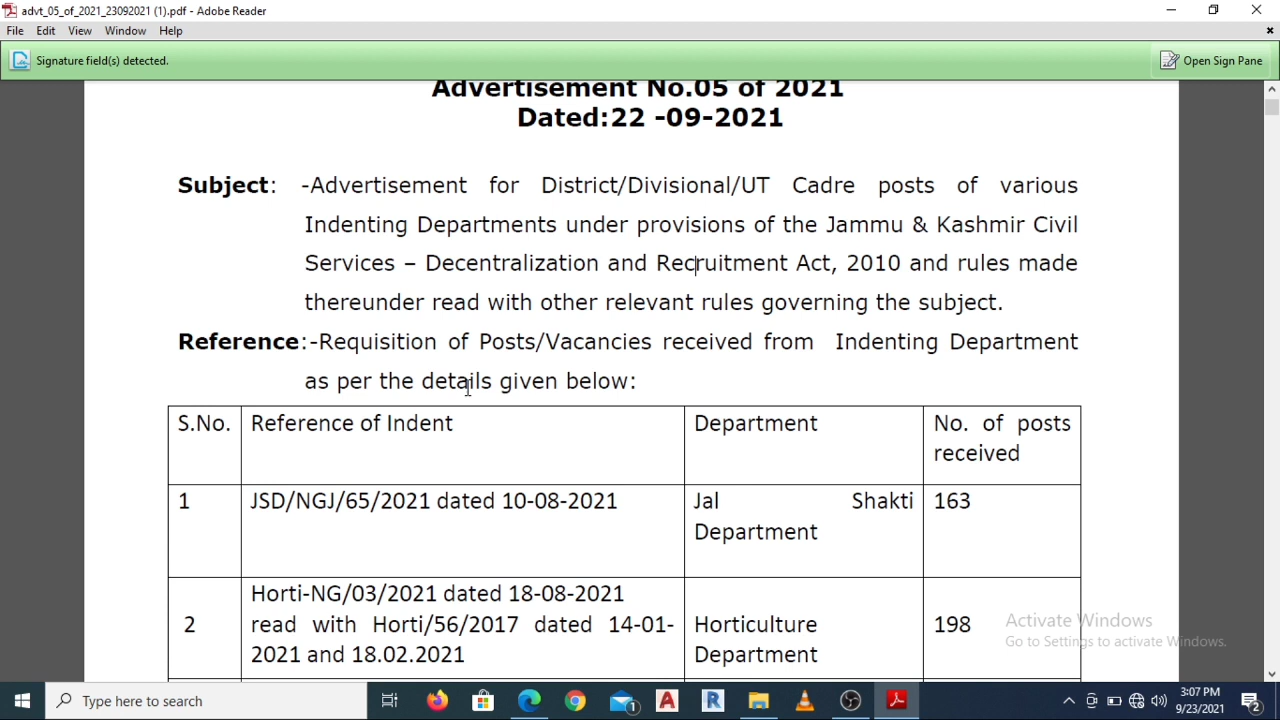 advt_05_of_2021_23092021 (1).pdf - Adobe Reader
File Edit View Window Help
Signature field(s) detected.
Open Sign Pane
Advertisement No.05 of 2021
Dated:22 -09-2021
Subject: -Advertisement for District/Divisional/UT Cadre posts of various
Indenting Departments under provisions of the Jammu & Kashmir Civil
Services – Decentralization and Recruitment Act, 2010 and rules made
thereunder read with other relevant rules governing the subject.
Reference:-Requisition of Posts/Vacancies received from Indenting Department
as per the details given below:
S.No. Reference of Indent Department No. of posts
received
1 JSD/NGJ/65/2021 dated 10-08-2021 Jal Shakti 163
Department
Horti-NG/03/2021 dated 18-08-2021
2 read with Horti/56/2017 dated 14-01- Horticulture 198
2021 and 18.02.2021 Department
Activate Windows
Go to Settings to activate Windows.
Type here to search
3:07 PM
9/23/2021